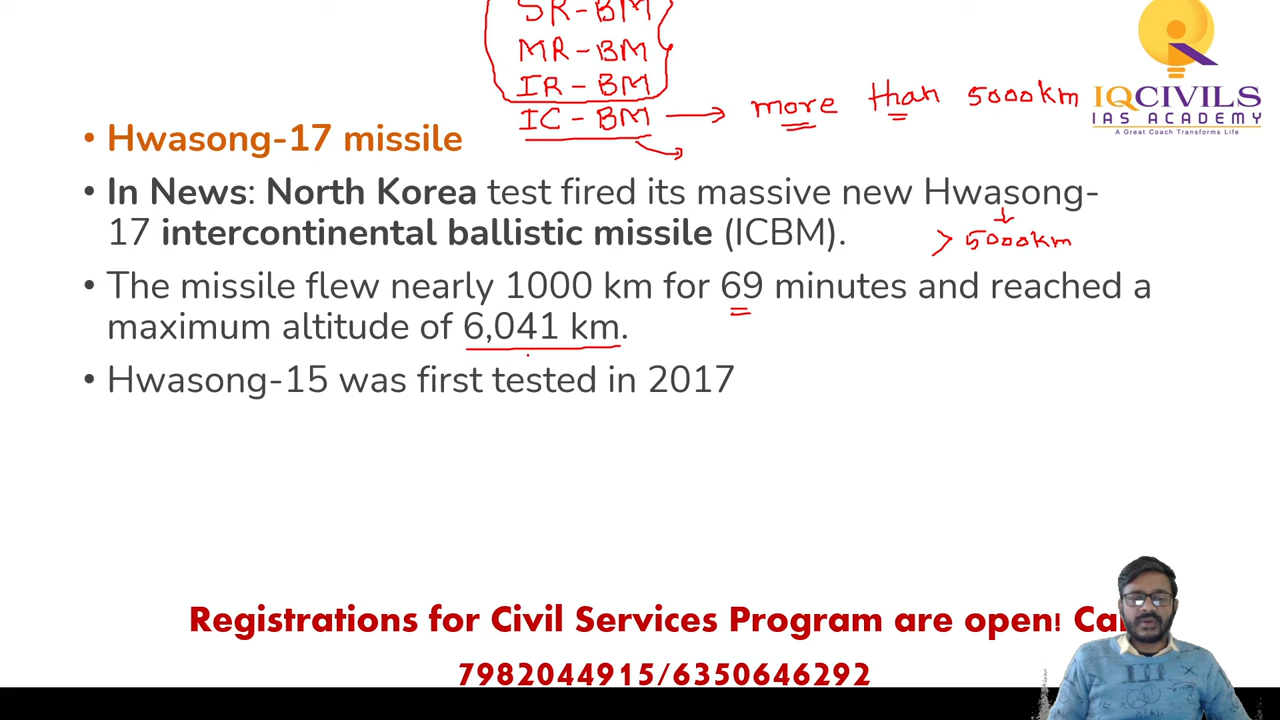 SR-BM
MR-BM
IR-BM
IC-BM → more than 5000km
IQCIVILS
IAS ACADEMY
A Great Coach Transforms Life
• Hwasong-17 missile
• In News: North Korea test fired its massive new Hwasong-
17 intercontinental ballistic missile (ICBM).
> 5000km
• The missile flew nearly 1000 km for 69 minutes and reached a
maximum altitude of 6,041 km.
• Hwasong-15 was first tested in 2017
Registrations for Civil Services Program are open! Ca
7982044915/6350646292